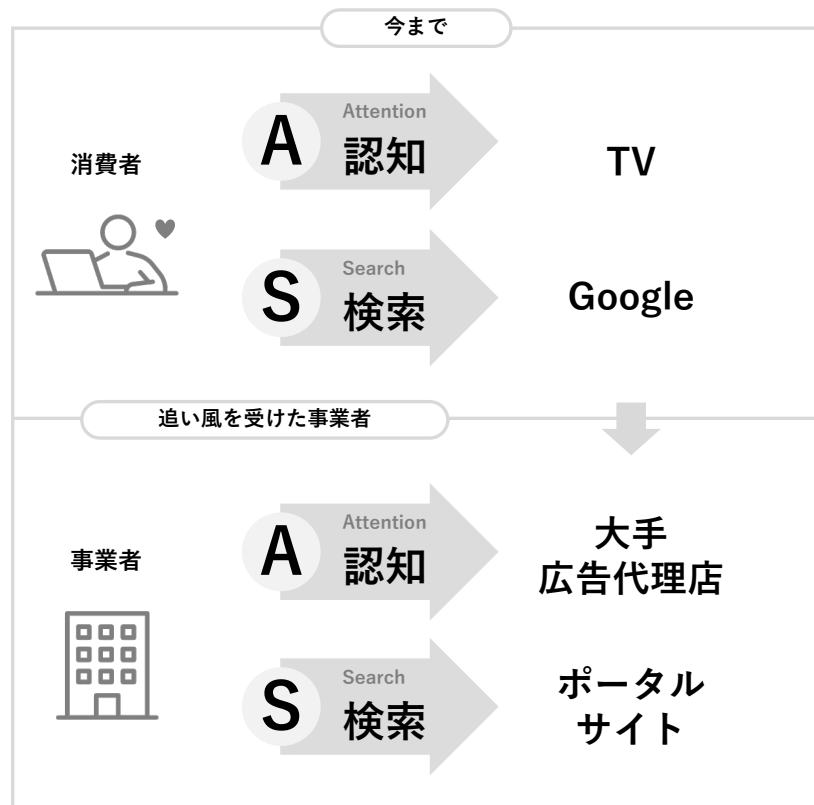 今まで
消費者
A
Attention
認知
TV
S
Search
検索
Google
追い風を受けた事業者
事業者
A
Attention
認知
大手
広告代理店
S
Search
検索
ポータル
サイト